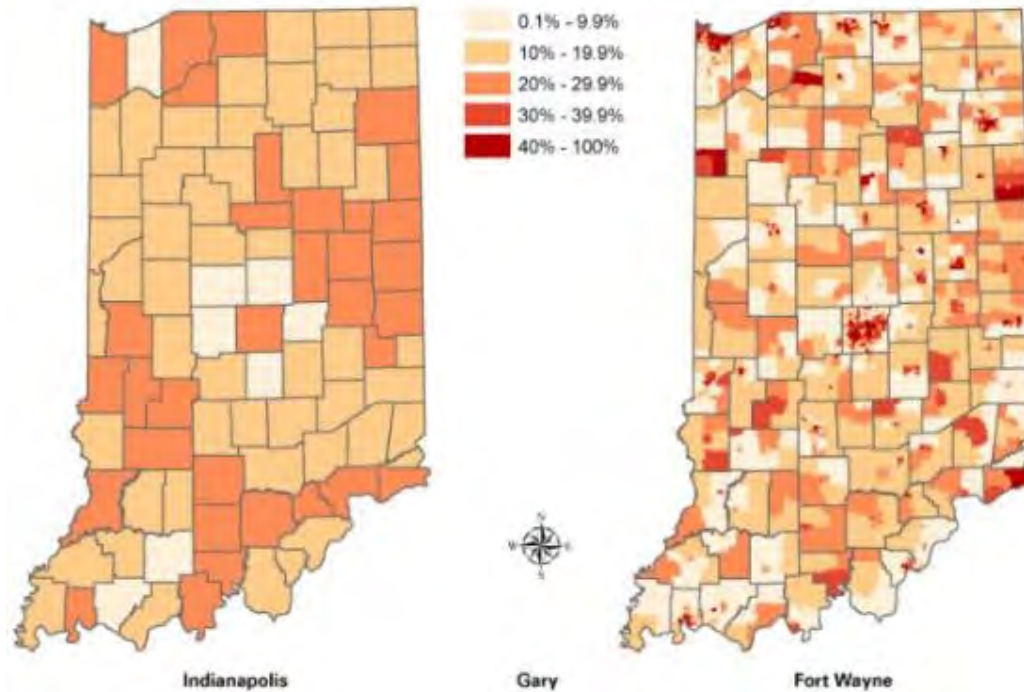 0.1% - 9.9%
10% - 19.9%
20% - 29.9%
30% - 39.9%
40% - 100%
N
W E
S
Indianapolis Gary Fort Wayne